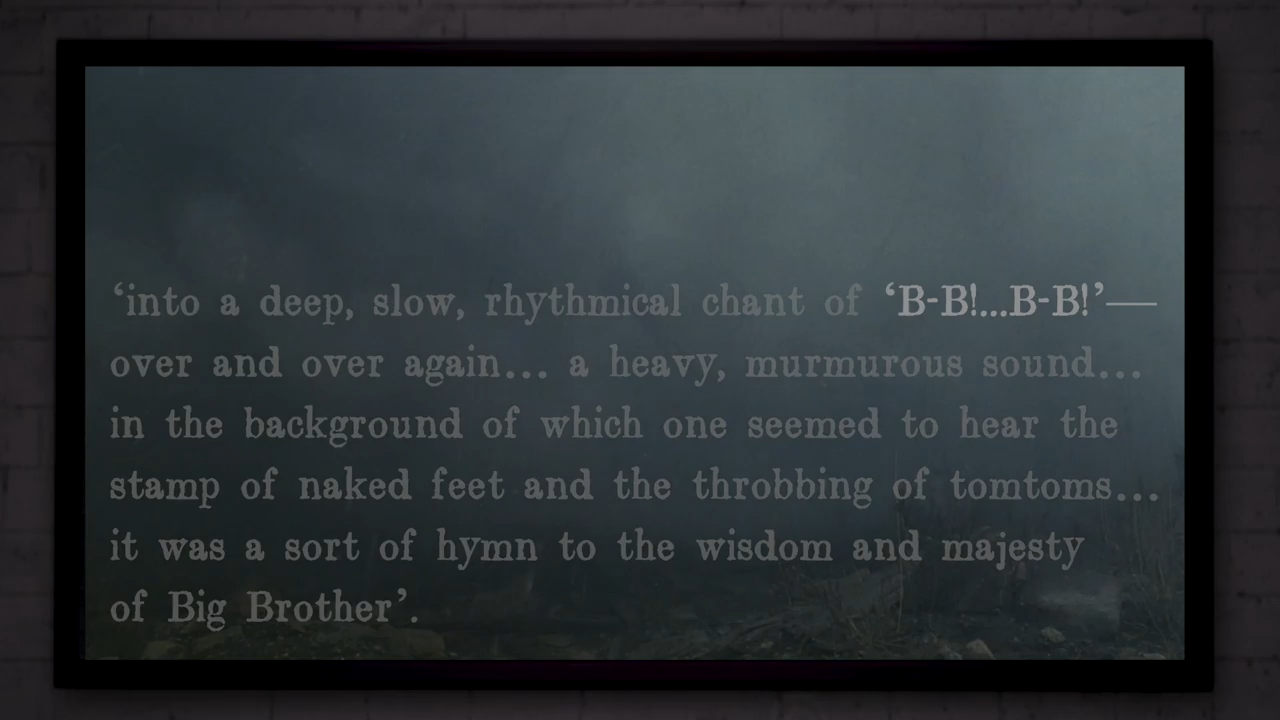 ‘into a deep, slow, rhythmical chant of ‘B-B!...B-B!’—
over and over again... a heavy, murmurous sound...
in the background of which one seemed to hear the
stamp of naked feet and the throbbing of tomtoms...
it was a sort of hymn to the wisdom and majesty
of Big Brother’.